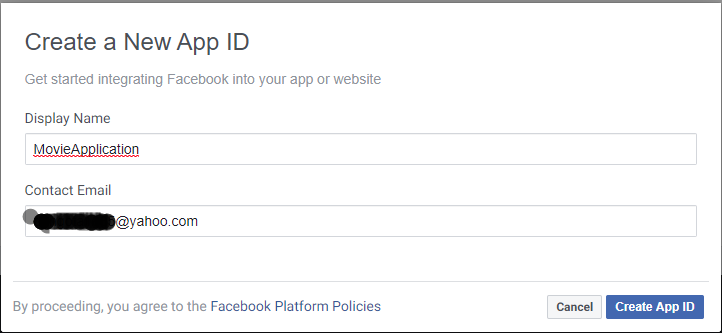 Create a New App ID
Get started integrating Facebook into your app or website
Display Name
MovieApplication
Contact Email
@yahoo.com
By proceeding, you agree to the Facebook Platform Policies
Cancel
Create App ID